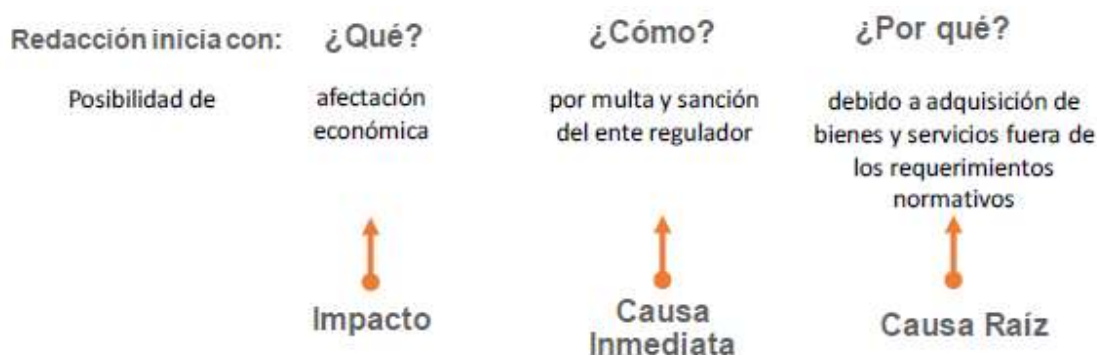 Redacción inicia con:
¿Qué?
¿Cómo?
¿Por qué?
Posibilidad de
afectación
económica
por multa y sanción
del ente regulador
debido a adquisición de
bienes y servicios fuera de
los requerimientos
normativos
Impacto
Causa
Inmediata
Causa Raíz